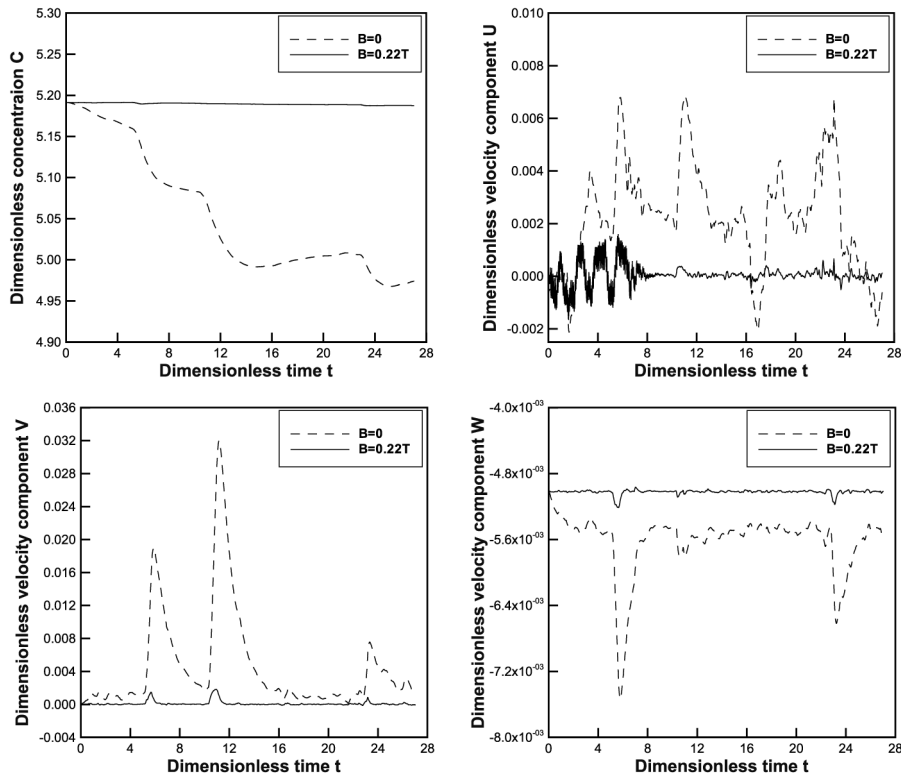 5.30
5.20
5.15
5.10
5.05
5.00
4.95
4.90
0 4 8 12 16 20 24 28
Dimensionless concentraion C
Dimensionless time t
B=0
B=0.22T
0.010
0.008
0.006
0.004
0.002
0.000
-0.002
0 4 8 12 16 20 24 28
Dimensionless velocity component U
Dimensionless time t
B=0
B=0.22T
0.036
0.032
0.028
0.024
0.020
0.016
0.012
0.008
0.004
0.000
-0.004
0 4 8 12 16 20 24 28
Dimensionless velocity component V
Dimensionless time t
B=0
B=0.22T
-4.0x10-03
-4.8x10-03
-5.6x10-03
-6.4x10-03
-7.2x10-03
-8.0x10-03
0 4 8 12 16 20 24 28
Dimensionless velocity component W
Dimensionless time t
B=0
B=0.22T